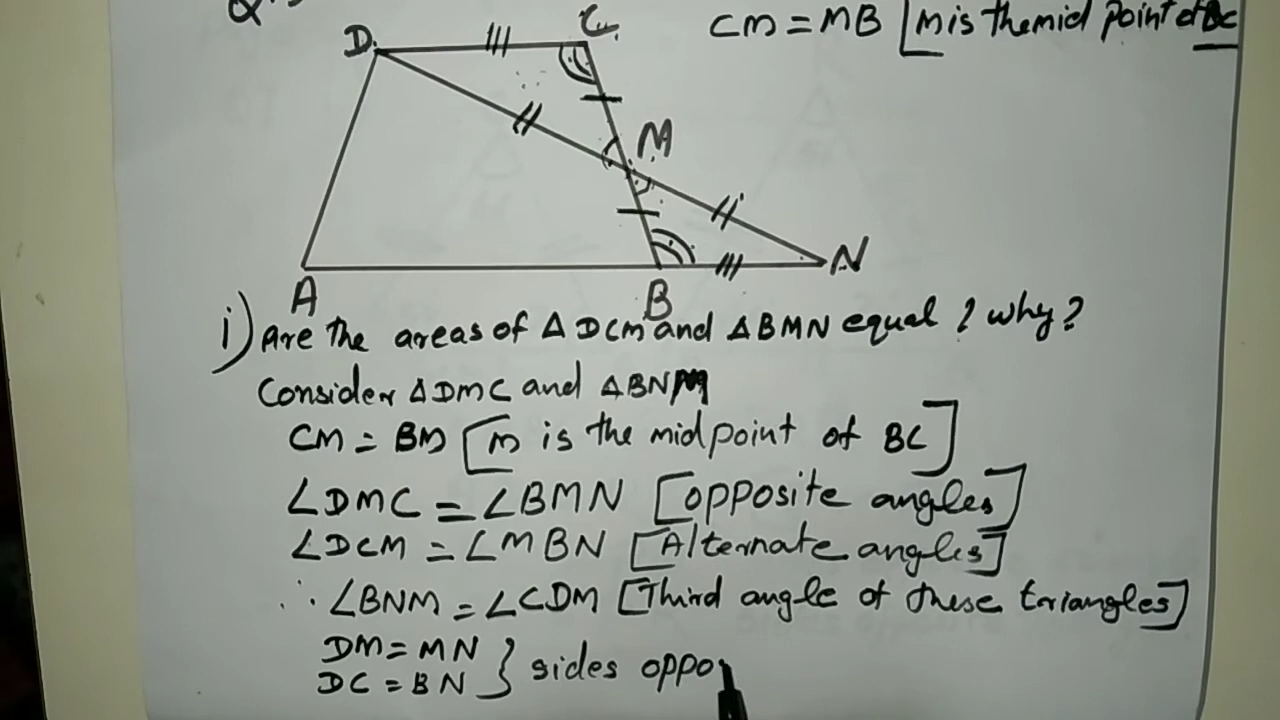 CM = MB [M is the mid point of BC
D
C
M
N
A
B
i) Are the areas of Δ DCM and Δ BMN equal ? why?
Consider Δ DMC and Δ BNM
CM = BM [M is the midpoint of BC]
∠DMC = ∠BMN [opposite angles]
∠DCM = ∠MBN [Alternate angles]
∴ ∠BNM = ∠CDM [Third angle of these triangles]
DM = MN
DC = BN } sides oppo